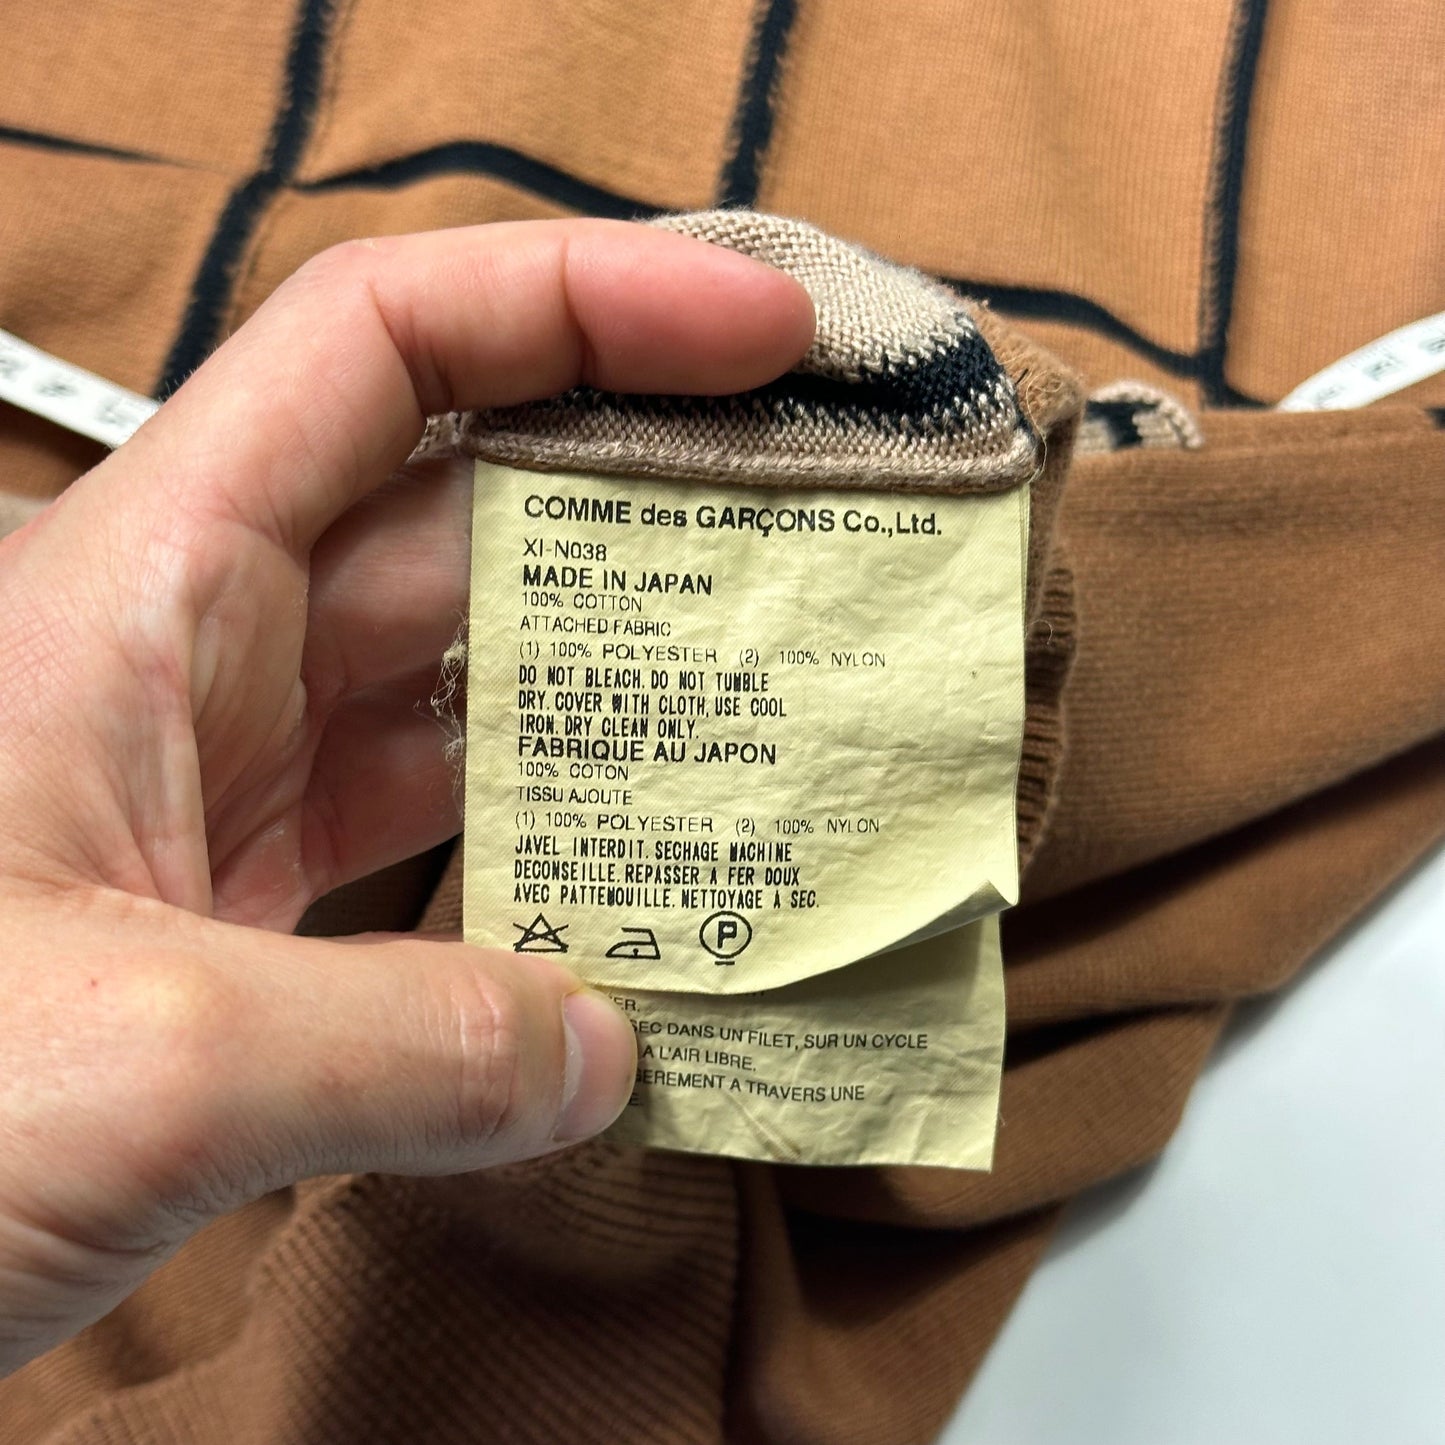 COMME des GARÇONS Co.,Ltd.
XI-N038
MADE IN JAPAN
100% COTTON
ATTACHED FABRIC
(1) 100% POLYESTER (2) 100% NYLON
DO NOT BLEACH. DO NOT TUMBLE
DRY. COVER WITH CLOTH, USE COOL
IRON. DRY CLEAN ONLY.
FABRIQUE AU JAPON
100% COTON
TISSU AJOUTE
(1) 100% POLYESTER (2) 100% NYLON
JAVEL INTERDIT. SECHAGE MACHINE
DECONSEILLE. REPASSER A FER DOUX
AVEC PATTEMOUILLE. NETTOYAGE A SEC.
P
ER.
SEC DANS UN FILET, SUR UN CYCLE
A L'AIR LIBRE.
GEREMENT A TRAVERS UNE
E.